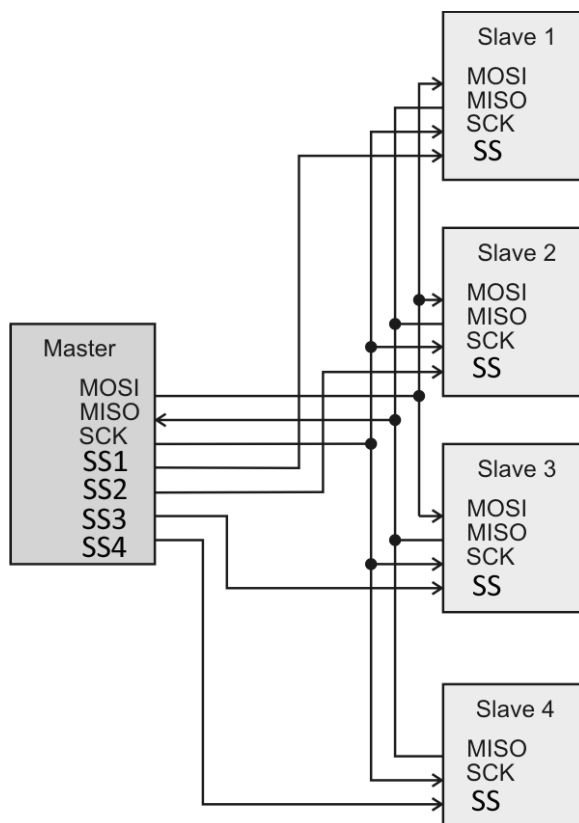 Slave 1
MOSI
MISO
SCK
SS
Slave 2
MOSI
MISO
SCK
SS
Master
MOSI
MISO
SCK
SS1
SS2
SS3
SS4
Slave 3
MOSI
MISO
SCK
SS
Slave 4
MISO
SCK
SS